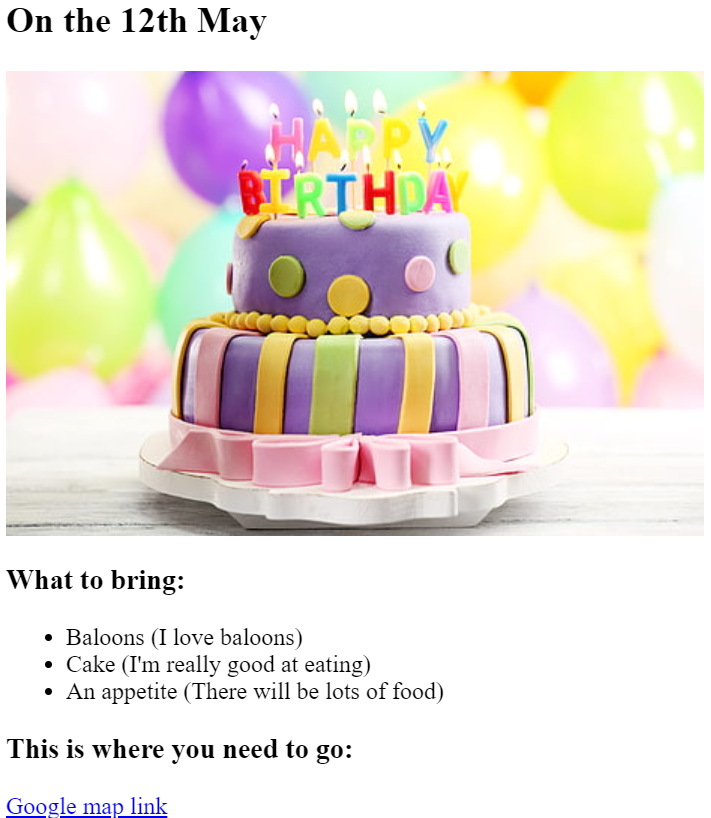 On the 12th May
HAPPY
BIRTHDAY
What to bring:
• Baloons (I love baloons)
• Cake (I'm really good at eating)
• An appetite (There will be lots of food)
This is where you need to go:
Google map link